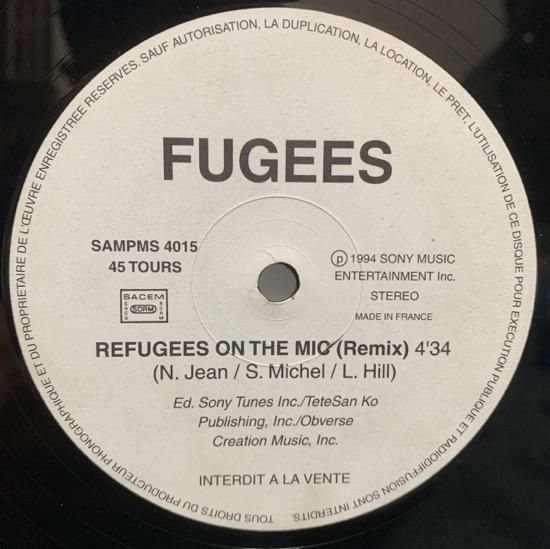 TOUS DROITS DU PRODUCTEUR PHONOGRAPHIQUE ET DU PROPRIETAIRE DE L'ŒUVRE ENREGISTREE RESERVES. SAUF AUTORISATION, LA DUPLICATION, LA LOCATION, LE PRET, L'UTILISATION DE CE DISQUE POUR EXECUTION PUBLIQUE ET RADIODIFFUSION SONT INTERDITS.
FUGEES
SAMPMS 4015
45 TOURS
SACEM
SACD
SDRM
SCAM
℗ 1994 SONY MUSIC
ENTERTAINMENT Inc.
STEREO
MADE IN FRANCE
REFUGEES ON THE MIC (Remix) 4'34
(N. Jean / S. Michel / L. Hill)
Ed. Sony Tunes Inc./TeteSan Ko
Publishing, Inc./Obverse
Creation Music, Inc.
INTERDIT A LA VENTE